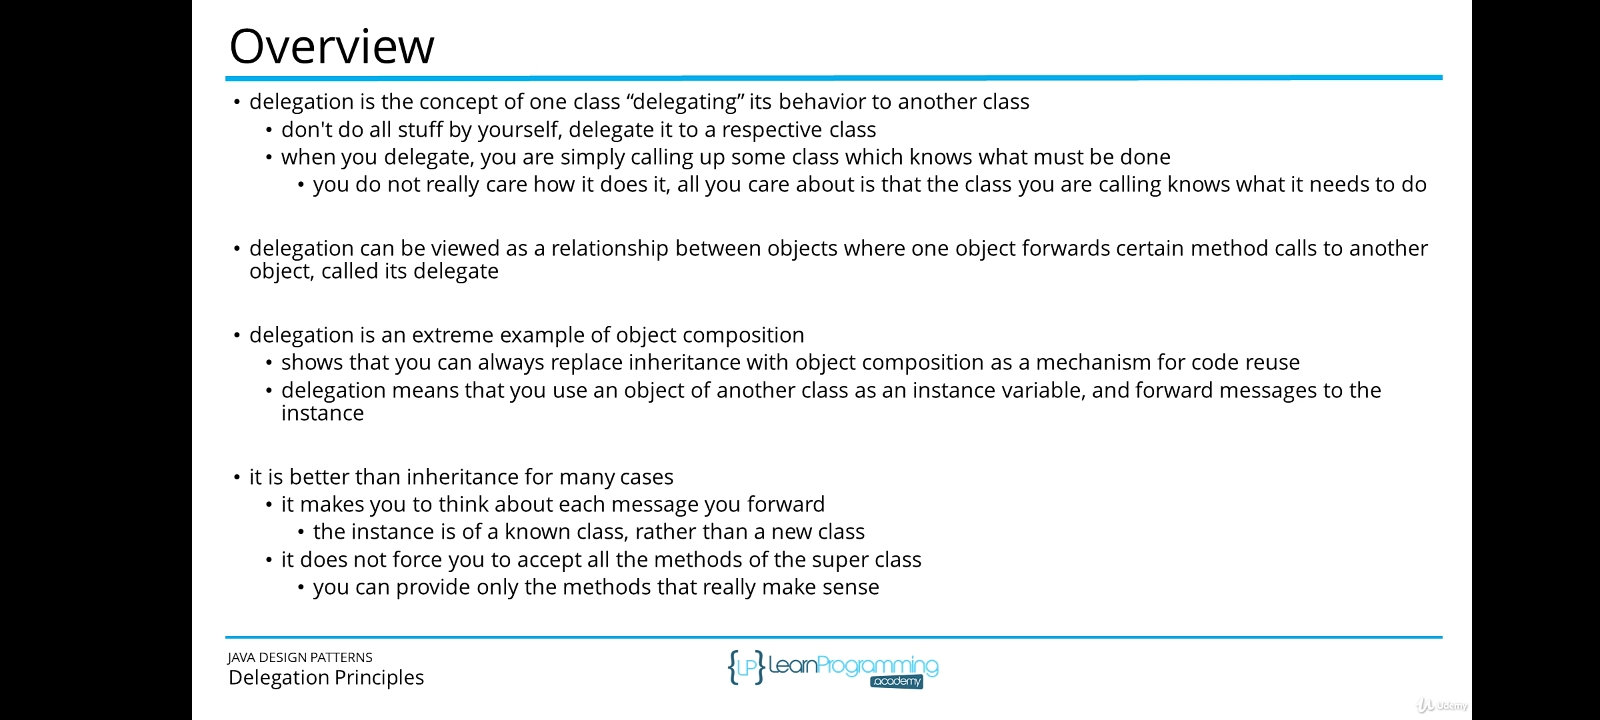 Overview
• delegation is the concept of one class “delegating” its behavior to another class
• don't do all stuff by yourself, delegate it to a respective class
• when you delegate, you are simply calling up some class which knows what must be done
• you do not really care how it does it, all you care about is that the class you are calling knows what it needs to do
• delegation can be viewed as a relationship between objects where one object forwards certain method calls to another
object, called its delegate
• delegation is an extreme example of object composition
• shows that you can always replace inheritance with object composition as a mechanism for code reuse
• delegation means that you use an object of another class as an instance variable, and forward messages to the
instance
• it is better than inheritance for many cases
• it makes you to think about each message you forward
• the instance is of a known class, rather than a new class
• it does not force you to accept all the methods of the super class
• you can provide only the methods that really make sense
JAVA DESIGN PATTERNS
Delegation Principles
{LP} LearnProgramming
academy
Udemy